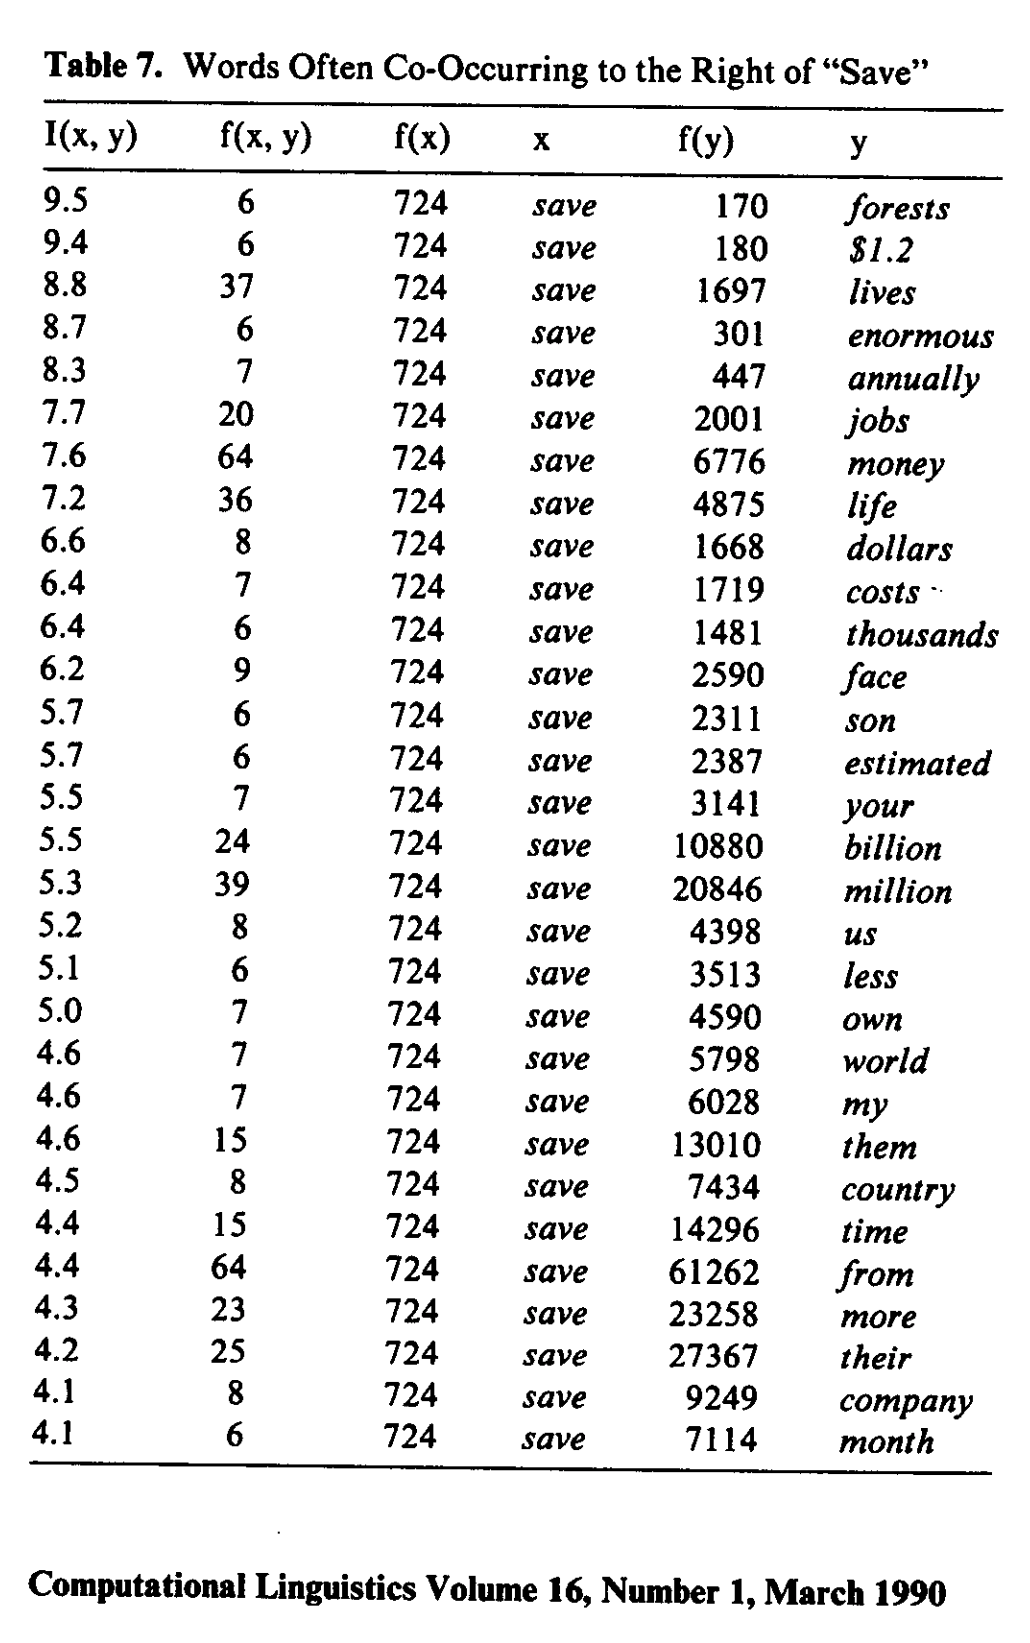 Table 7. Words Often Co-Occurring to the Right of “Save”
I(x, y) f(x, y) f(x) x f(y) y
9.5 6 724 save 170 forests
9.4 6 724 save 180 $1.2
8.8 37 724 save 1697 lives
8.7 6 724 save 301 enormous
8.3 7 724 save 447 annually
7.7 20 724 save 2001 jobs
7.6 64 724 save 6776 money
7.2 36 724 save 4875 life
6.6 8 724 save 1668 dollars
6.4 7 724 save 1719 costs
6.4 6 724 save 1481 thousands
6.2 9 724 save 2590 face
5.7 6 724 save 2311 son
5.7 6 724 save 2387 estimated
5.5 7 724 save 3141 your
5.5 24 724 save 10880 billion
5.3 39 724 save 20846 million
5.2 8 724 save 4398 us
5.1 6 724 save 3513 less
5.0 7 724 save 4590 own
4.6 7 724 save 5798 world
4.6 7 724 save 6028 my
4.6 15 724 save 13010 them
4.5 8 724 save 7434 country
4.4 15 724 save 14296 time
4.4 64 724 save 61262 from
4.3 23 724 save 23258 more
4.2 25 724 save 27367 their
4.1 8 724 save 9249 company
4.1 6 724 save 7114 month
Computational Linguistics Volume 16, Number 1, March 1990